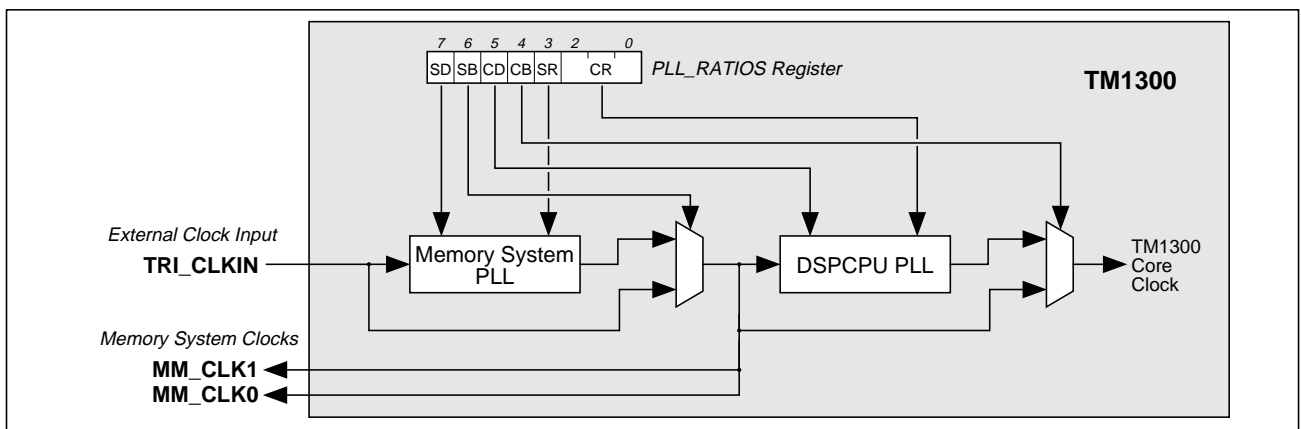 7 6 5 4 3 2 0
SD SB CD CB SR CR
PLL_RATIOS Register
TM1300
External Clock Input
TRI_CLKIN
Memory System
PLL
DSPCPU PLL
TM1300
Core
Clock
Memory System Clocks
MM_CLK1
MM_CLK0